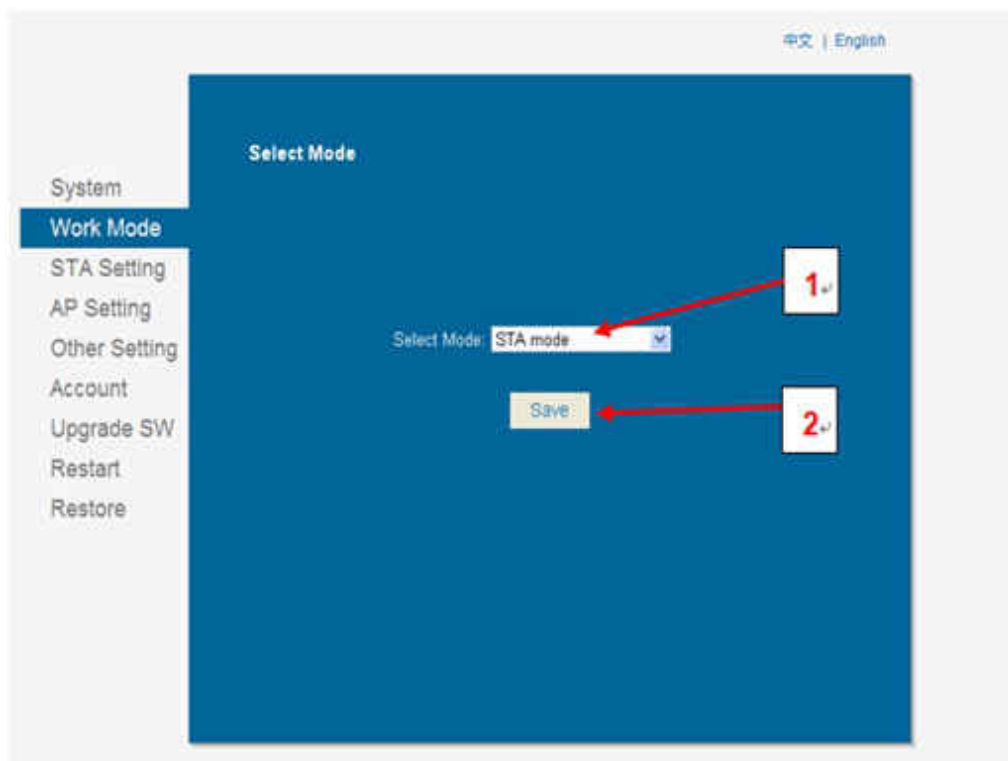 中文 | English
Select Mode
System
Work Mode
STA Setting
AP Setting
Other Setting
Account
Upgrade SW
Restart
Restore
1
Select Mode: STA mode
Save
2